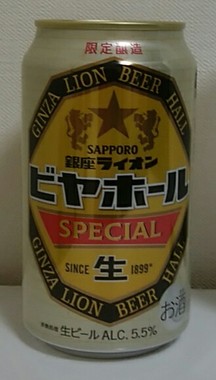 限定醸造
GINZA LION BEER HALL
SAPPORO
銀座ライオン
ビヤホール
SPECIAL
SINCE 生 1899*
GINZA LION BEER HALL
お酒
生ビール ALC. 5.5%